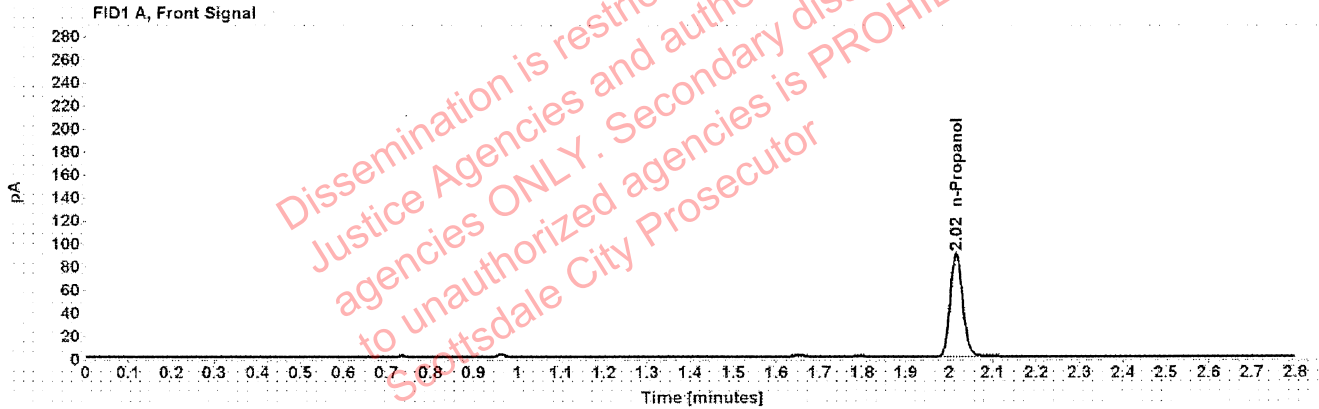 FID1 A, Front Signal
280
260
240
220
200
180
160
140
120
100
80
60
40
20
0
pA
2.02 n-Propanol
0 0.1 0.2 0.3 0.4 0.5 0.6 0.7 0.8 0.9 1 1.1 1.2 1.3 1.4 1.5 1.6 1.7 1.8 1.9 2 2.1 2.2 2.3 2.4 2.5 2.6 2.7 2.8
Time [minutes]
Dissemination is
Justice Agencies and
agencies ONLY. Secondary
to unauthorized agencies is
Scottsdale City Prosecutor